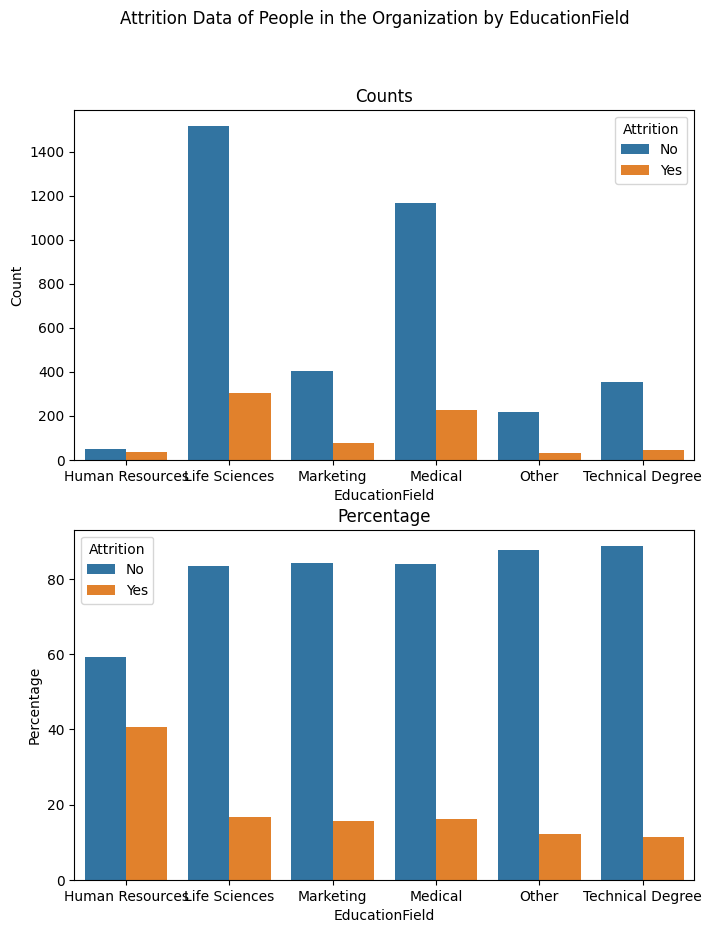 Attrition Data of People in the Organization by EducationField
Counts
Attrition
No
Yes
1400
1200
1000
800
600
400
200
0
Count
Human Resources Life Sciences Marketing Medical Other Technical Degree
EducationField
Percentage
Attrition
No
Yes
80
60
40
20
0
Percentage
Human Resources Life Sciences Marketing Medical Other Technical Degree
EducationField